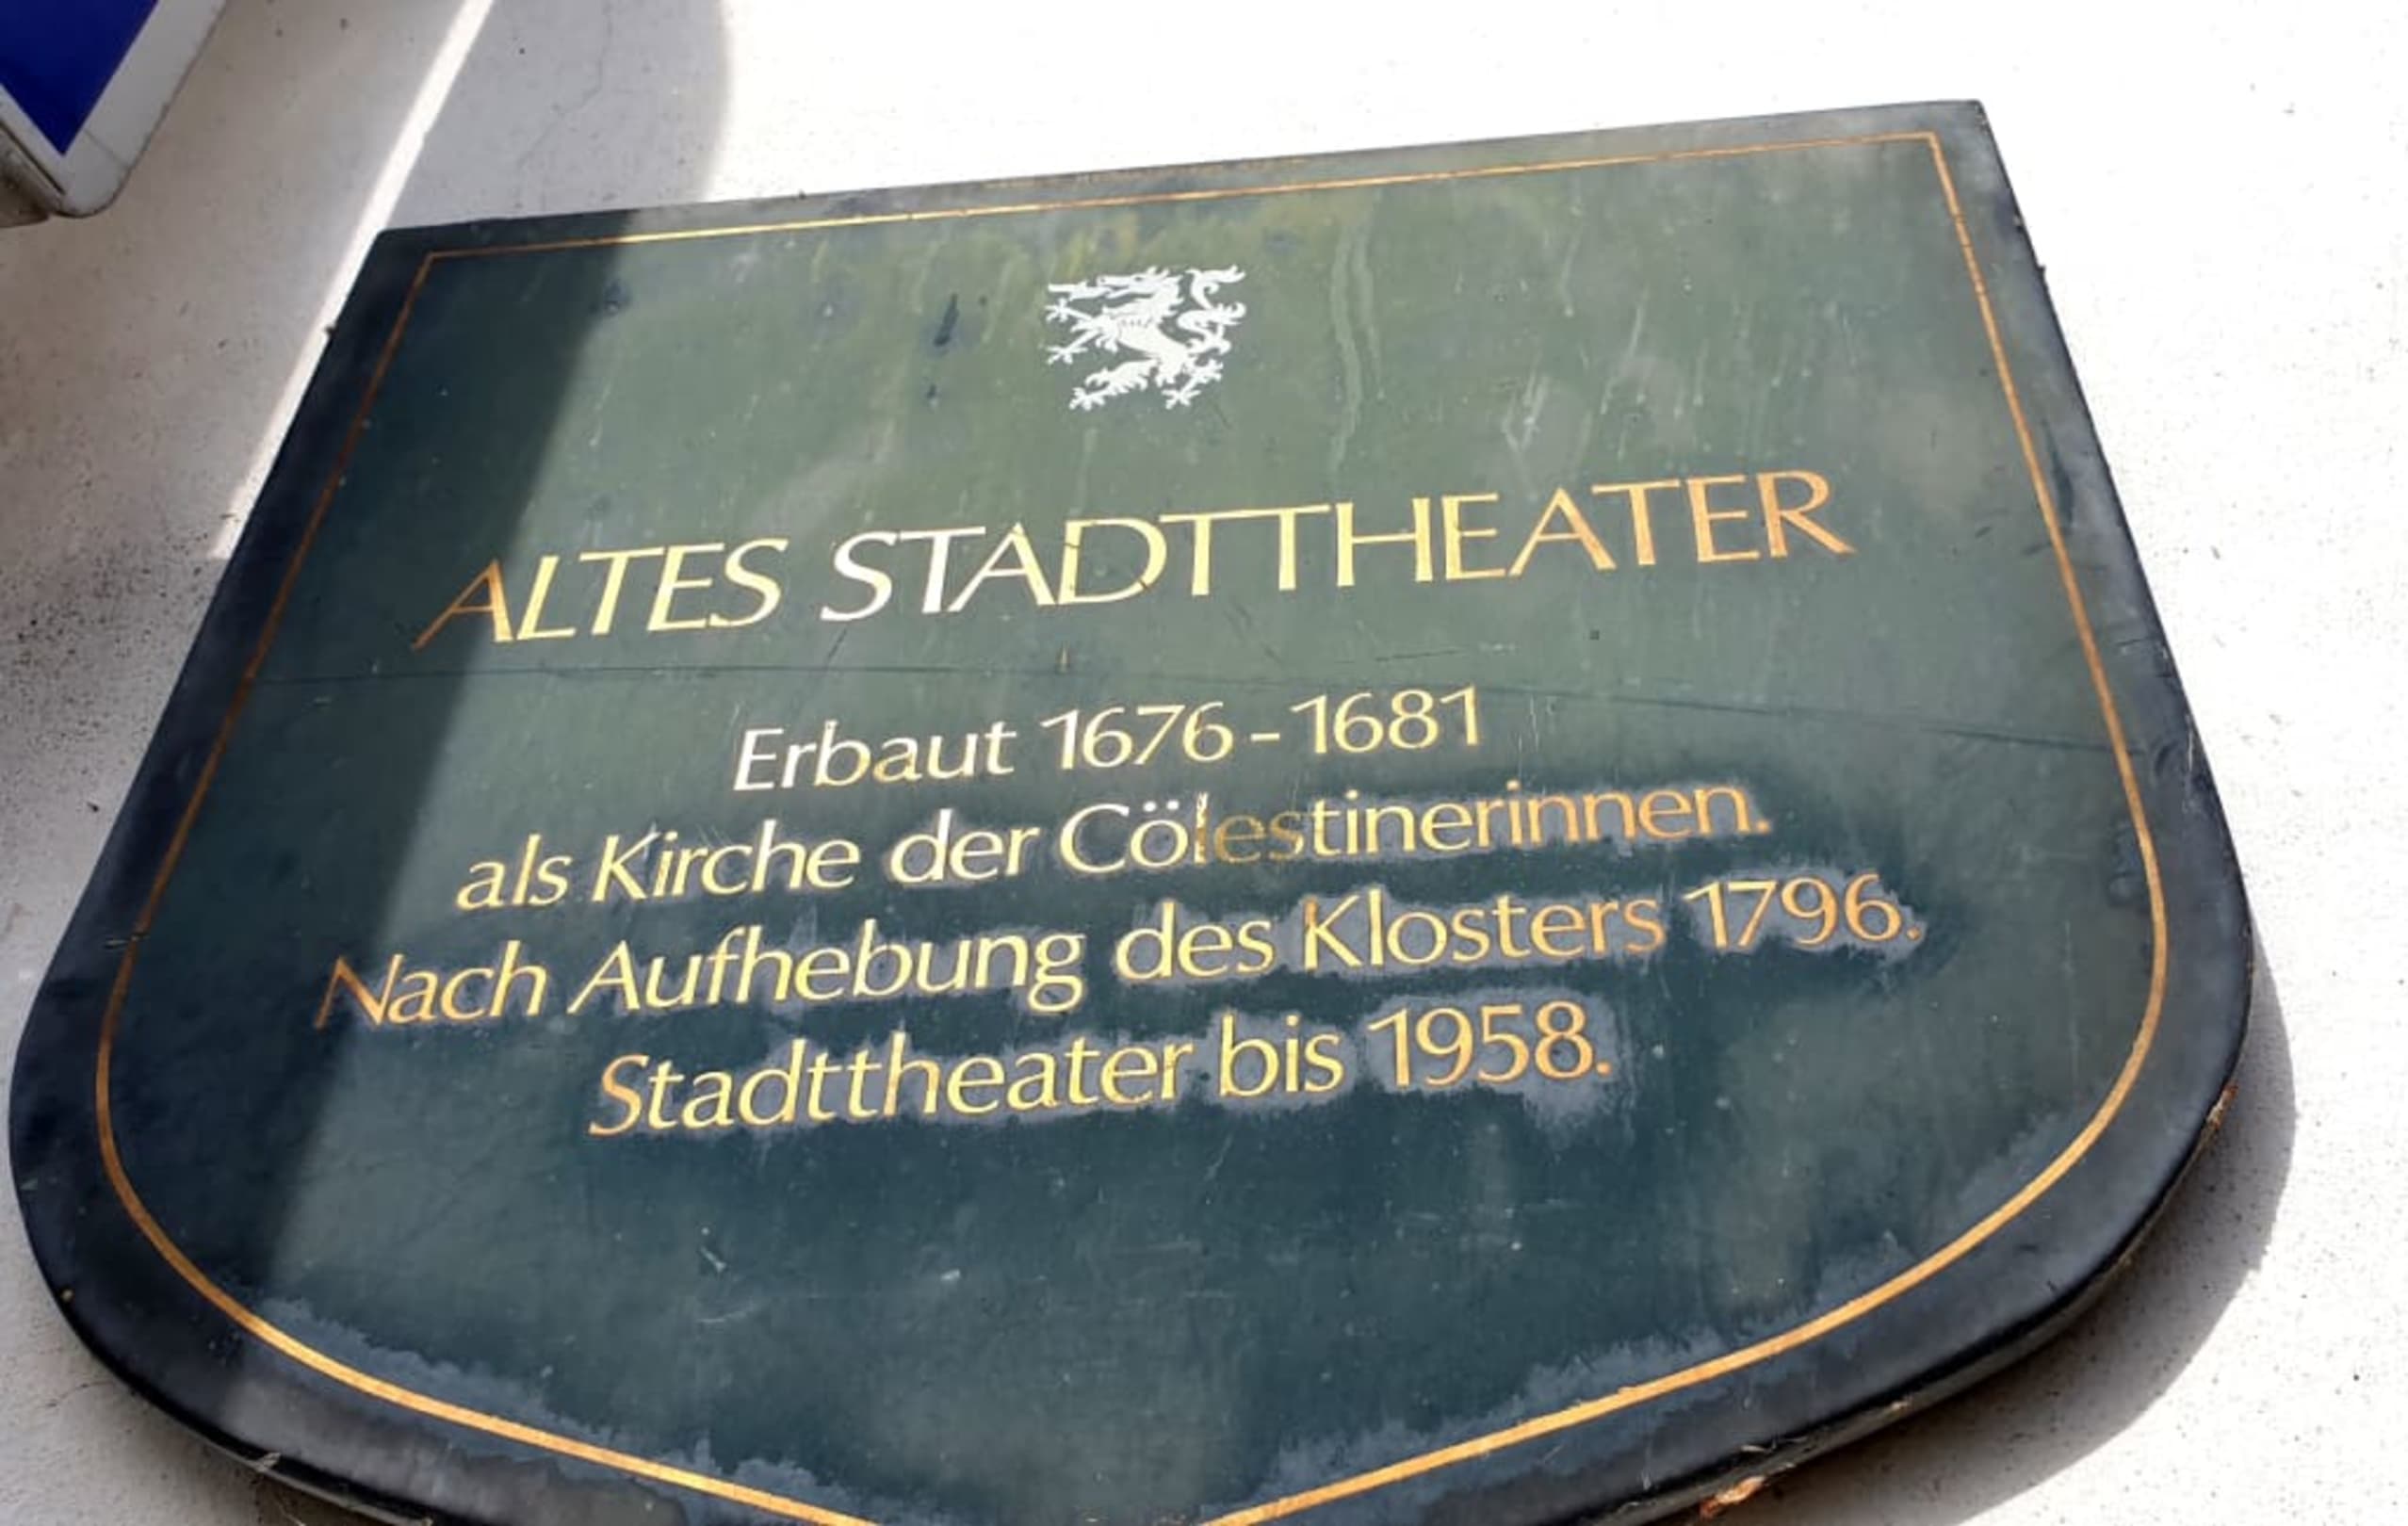 ALTES STADTTHEATER
Erbaut 1676-1681
als Kirche der Cölestinerinnen.
Nach Aufhebung des Klosters 1796.
Stadttheater bis 1958.